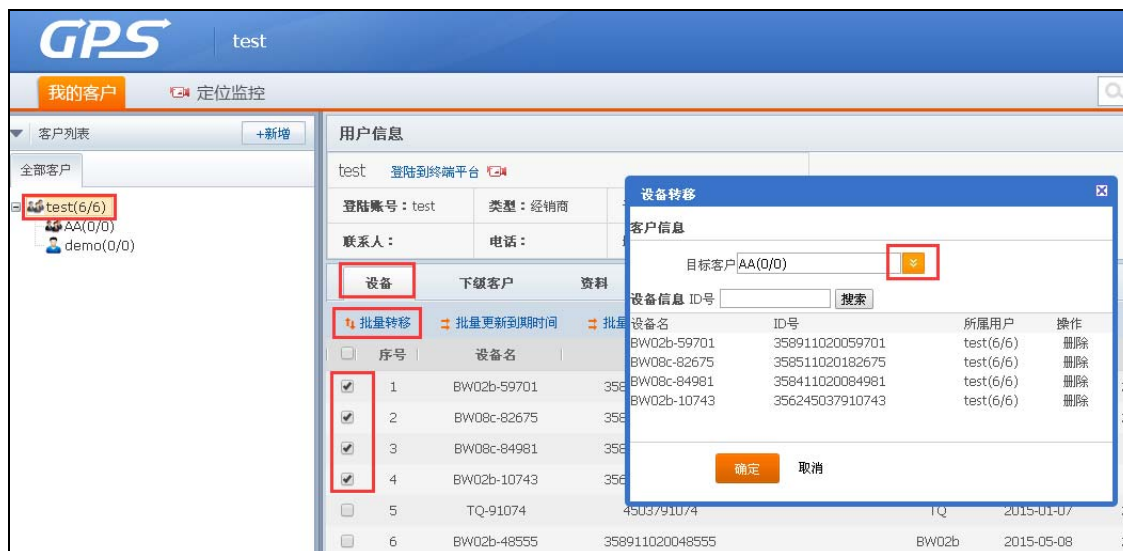 GPS test
我的客户 定位监控
客户列表 +新增
全部客户
test(6/6)
AA(0/0)
demo(0/0)
用户信息
test 登陆到终端平台
登陆账号：test 类型：经销商
联系人： 电话：
设备 下级客户 资料
批量转移 批量更新到期时间 批量
序号 设备名
1 BW02b-59701 358
2 BW08c-82675 358
3 BW08c-84981 358
4 BW02b-10743 356
5 TQ-91074 4503791074 TQ 2015-01-07
6 BW02b-48555 358911020048555 BW02b 2015-05-08
设备转移
客户信息
目标客户 AA(0/0)
设备信息 ID号 搜索
设备名 ID号 所属用户 操作
BW02b-59701 358911020059701 test(6/6) 删除
BW08c-82675 358511020182675 test(6/6) 删除
BW08c-84981 358411020084981 test(6/6) 删除
BW02b-10743 356245037910743 test(6/6) 删除
确定 取消